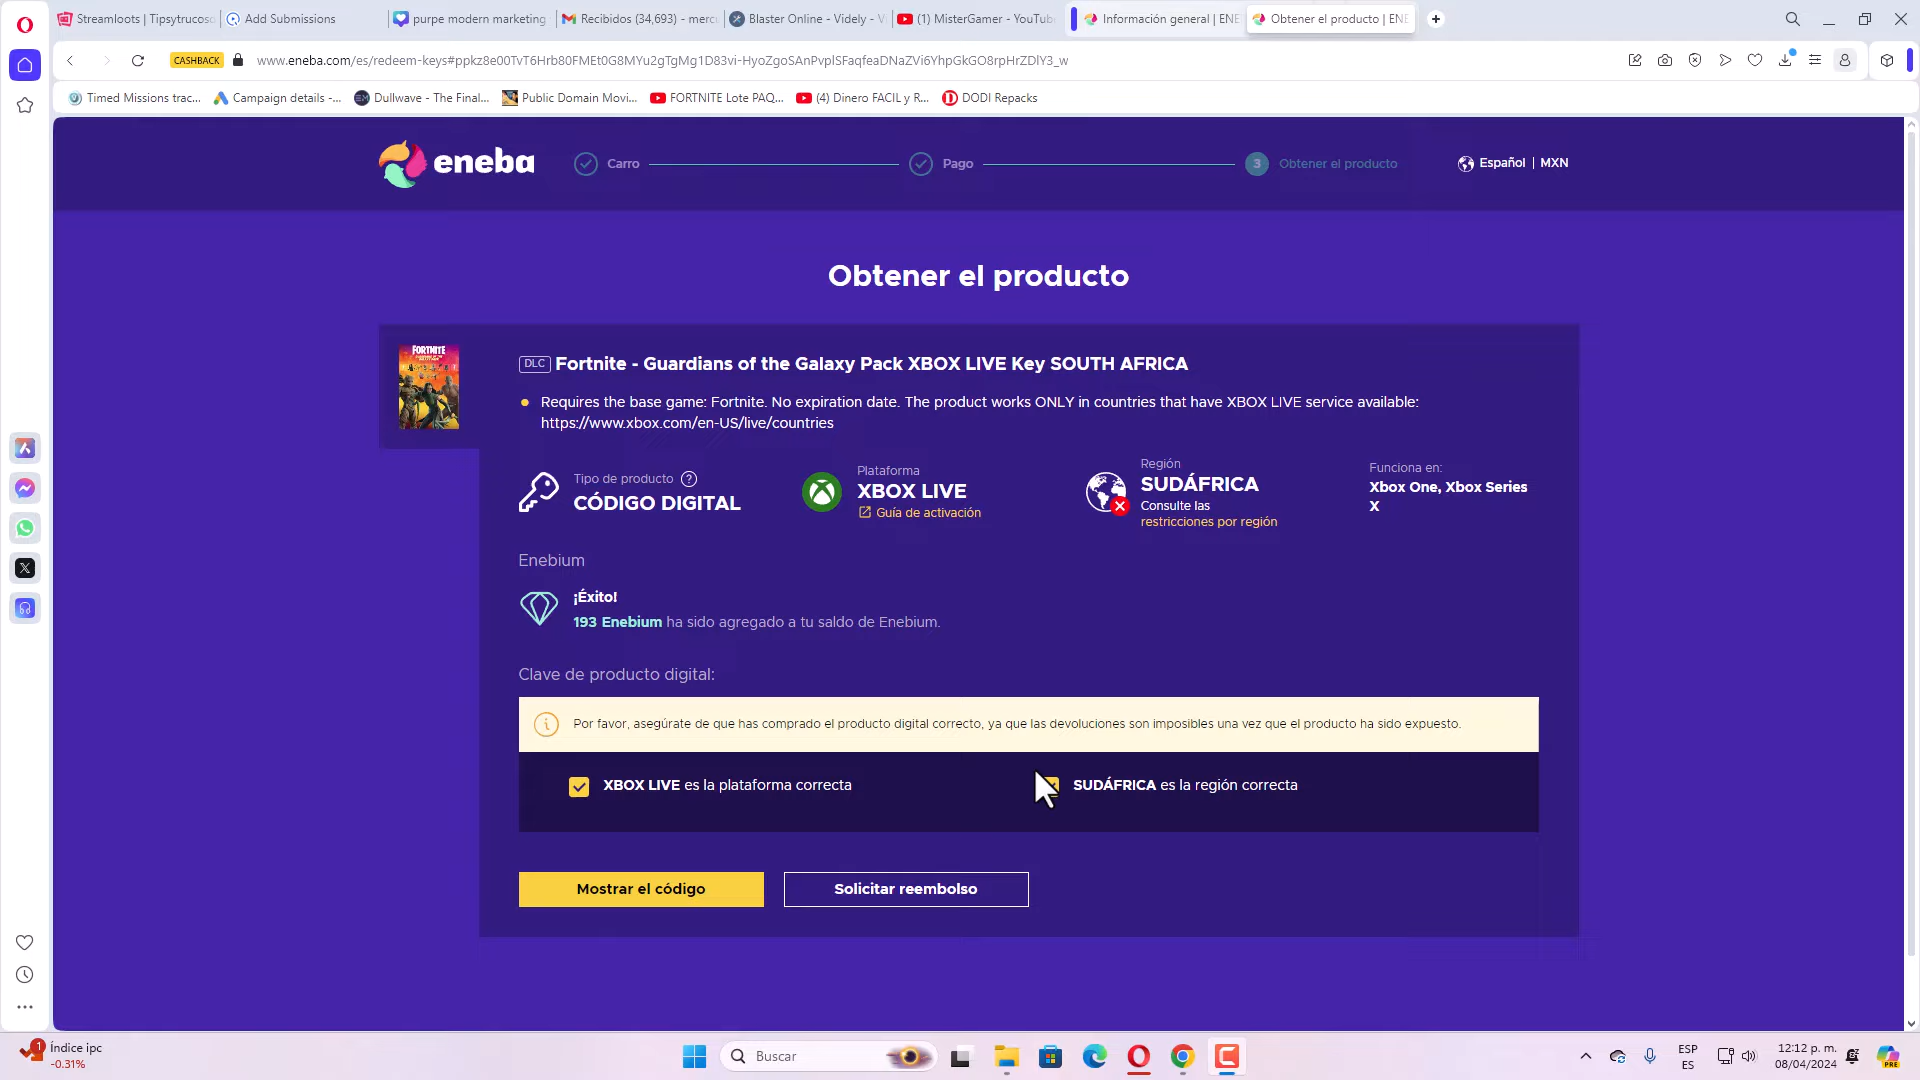 Streamloots | Tipsytrucoso
Add Submissions
purpe modern marketing
Recibidos (34,693) - merc
Blaster Online - Videly - V
(1) MisterGamer - YouTube
Información general | ENE
Obtener el producto | ENE
CASHBACK
www.eneba.com/es/redeem-keys#ppkz8e00TvT6Hrb80FMEt0G8MYu2gTgMg1D83vi-HyoZgoSAnPvplSFaqfeaDNaZVi6YhpGkGO8rpHrZDlY3_w
Timed Missions trac...
Campaign details -...
Dullwave - The Final...
Public Domain Movi...
FORTNITE Lote PAQ...
(4) Dinero FACIL y R...
DODI Repacks
eneba
Carro
Pago
3
Obtener el producto
Español | MXN
Obtener el producto
FORTNITE
DLC Fortnite - Guardians of the Galaxy Pack XBOX LIVE Key SOUTH AFRICA
Requires the base game: Fortnite. No expiration date. The product works ONLY in countries that have XBOX LIVE service available:
https://www.xbox.com/en-US/live/countries
Tipo de producto ?
CÓDIGO DIGITAL
Plataforma
XBOX LIVE
Guía de activación
Región
SUDÁFRICA
Consulte las
restricciones por región
Funciona en:
Xbox One, Xbox Series
X
Enebium
¡Éxito!
193 Enebium ha sido agregado a tu saldo de Enebium.
Clave de producto digital:
Por favor, asegúrate de que has comprado el producto digital correcto, ya que las devoluciones son imposibles una vez que el producto ha sido expuesto.
XBOX LIVE es la plataforma correcta
SUDÁFRICA es la región correcta
Mostrar el código
Solicitar reembolso
1
Índice ipc
-0.31%
Buscar
ESP
ES
12:12 p. m.
08/04/2024
PRE